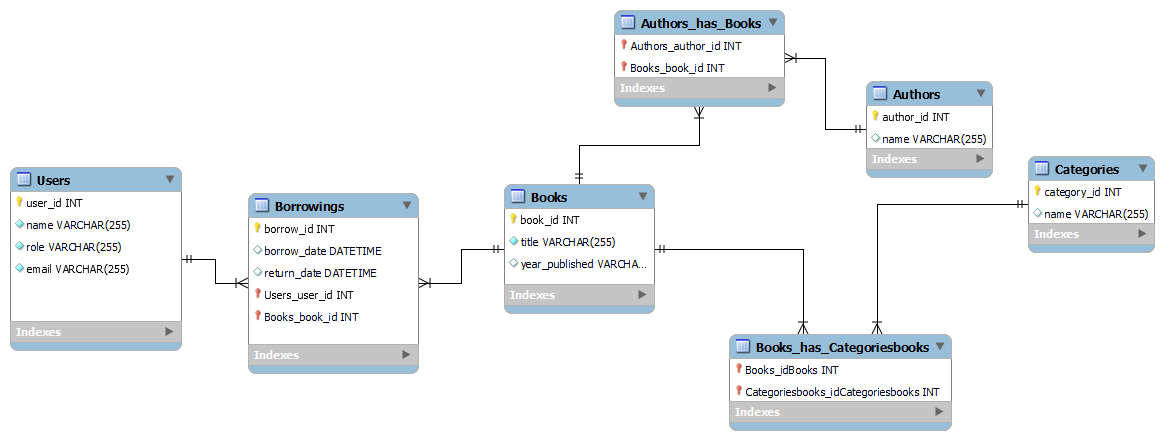 Authors_has_Books
Authors_author_id INT
Books_book_id INT
Indexes
Authors
author_id INT
name VARCHAR(255)
Indexes
Categories
category_id INT
name VARCHAR(255)
Indexes
Users
user_id INT
name VARCHAR(255)
role VARCHAR(255)
email VARCHAR(255)
Indexes
Borrowings
borrow_id INT
borrow_date DATETIME
return_date DATETIME
Users_user_id INT
Books_book_id INT
Indexes
Books
book_id INT
title VARCHAR(255)
year_published VARCHA...
Indexes
Books_has_Categoriesbooks
Books_idBooks INT
Categoriesbooks_idCategoriesbooks INT
Indexes